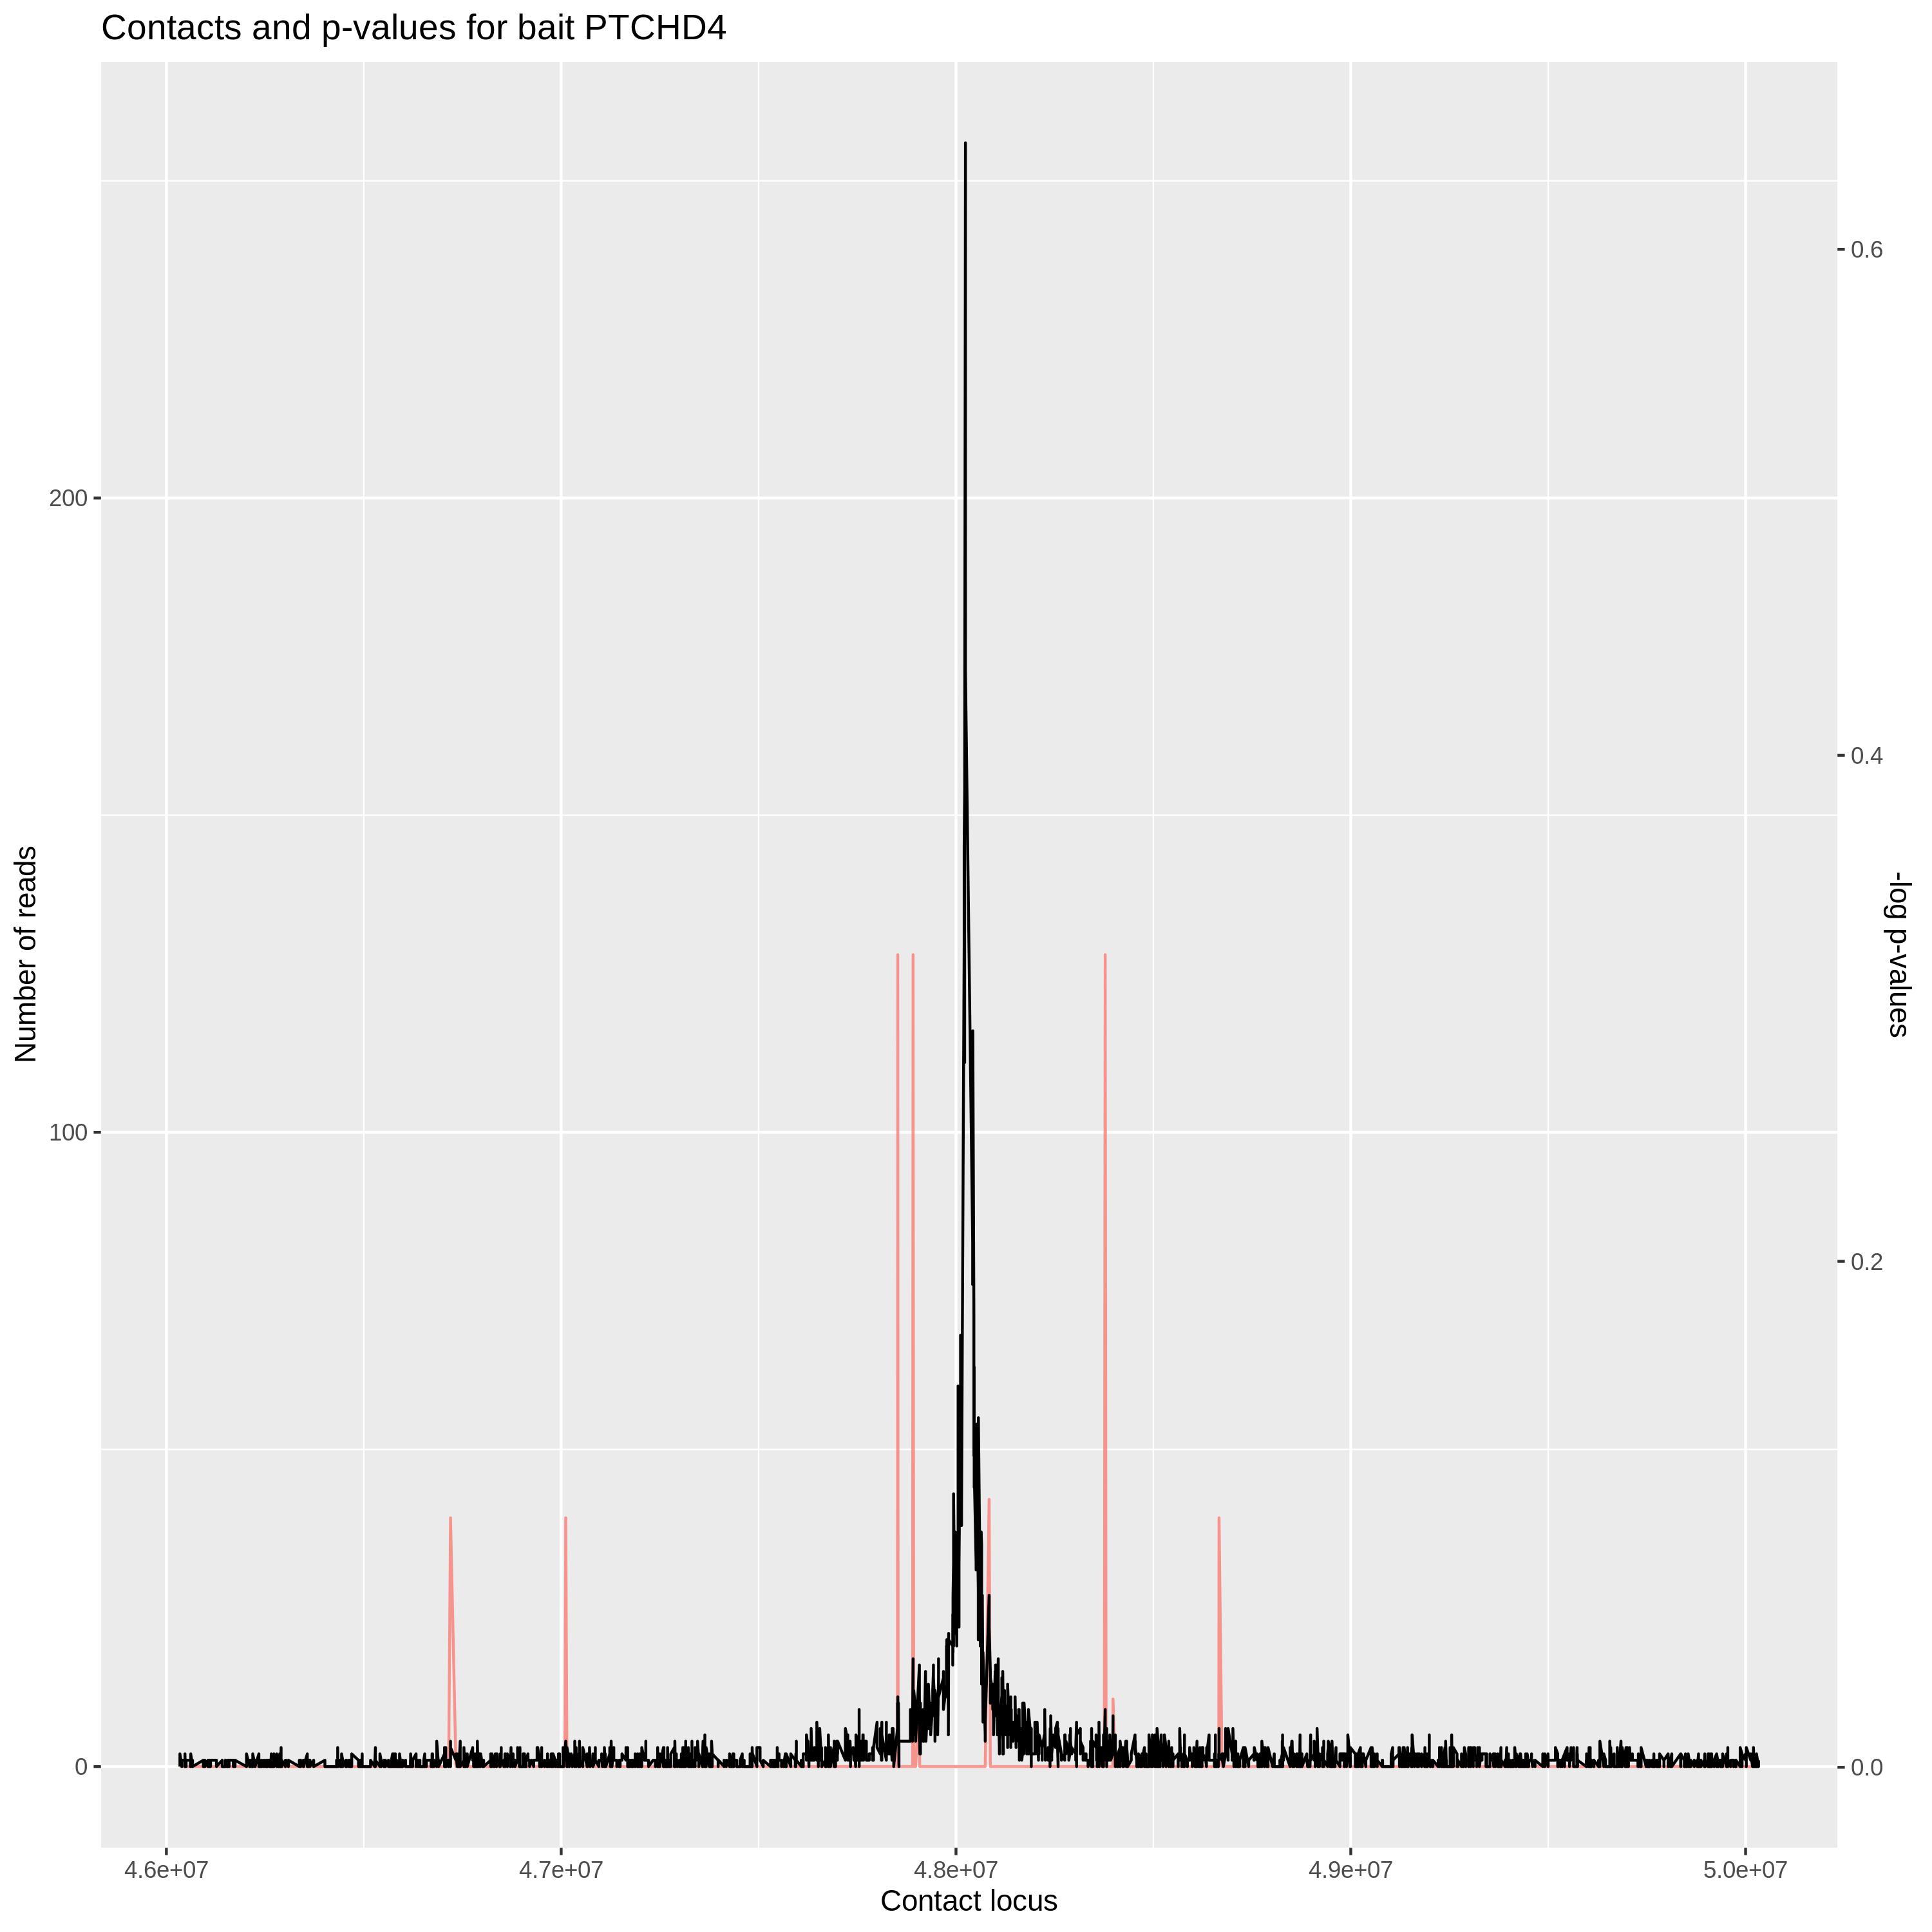 Contacts and p-values for bait PTCHD4
Number of reads
200
100
0
0.6
0.4
0.2
0.0
-log p-values
4.6e+07 4.7e+07 4.8e+07 4.9e+07 5.0e+07
Contact locus